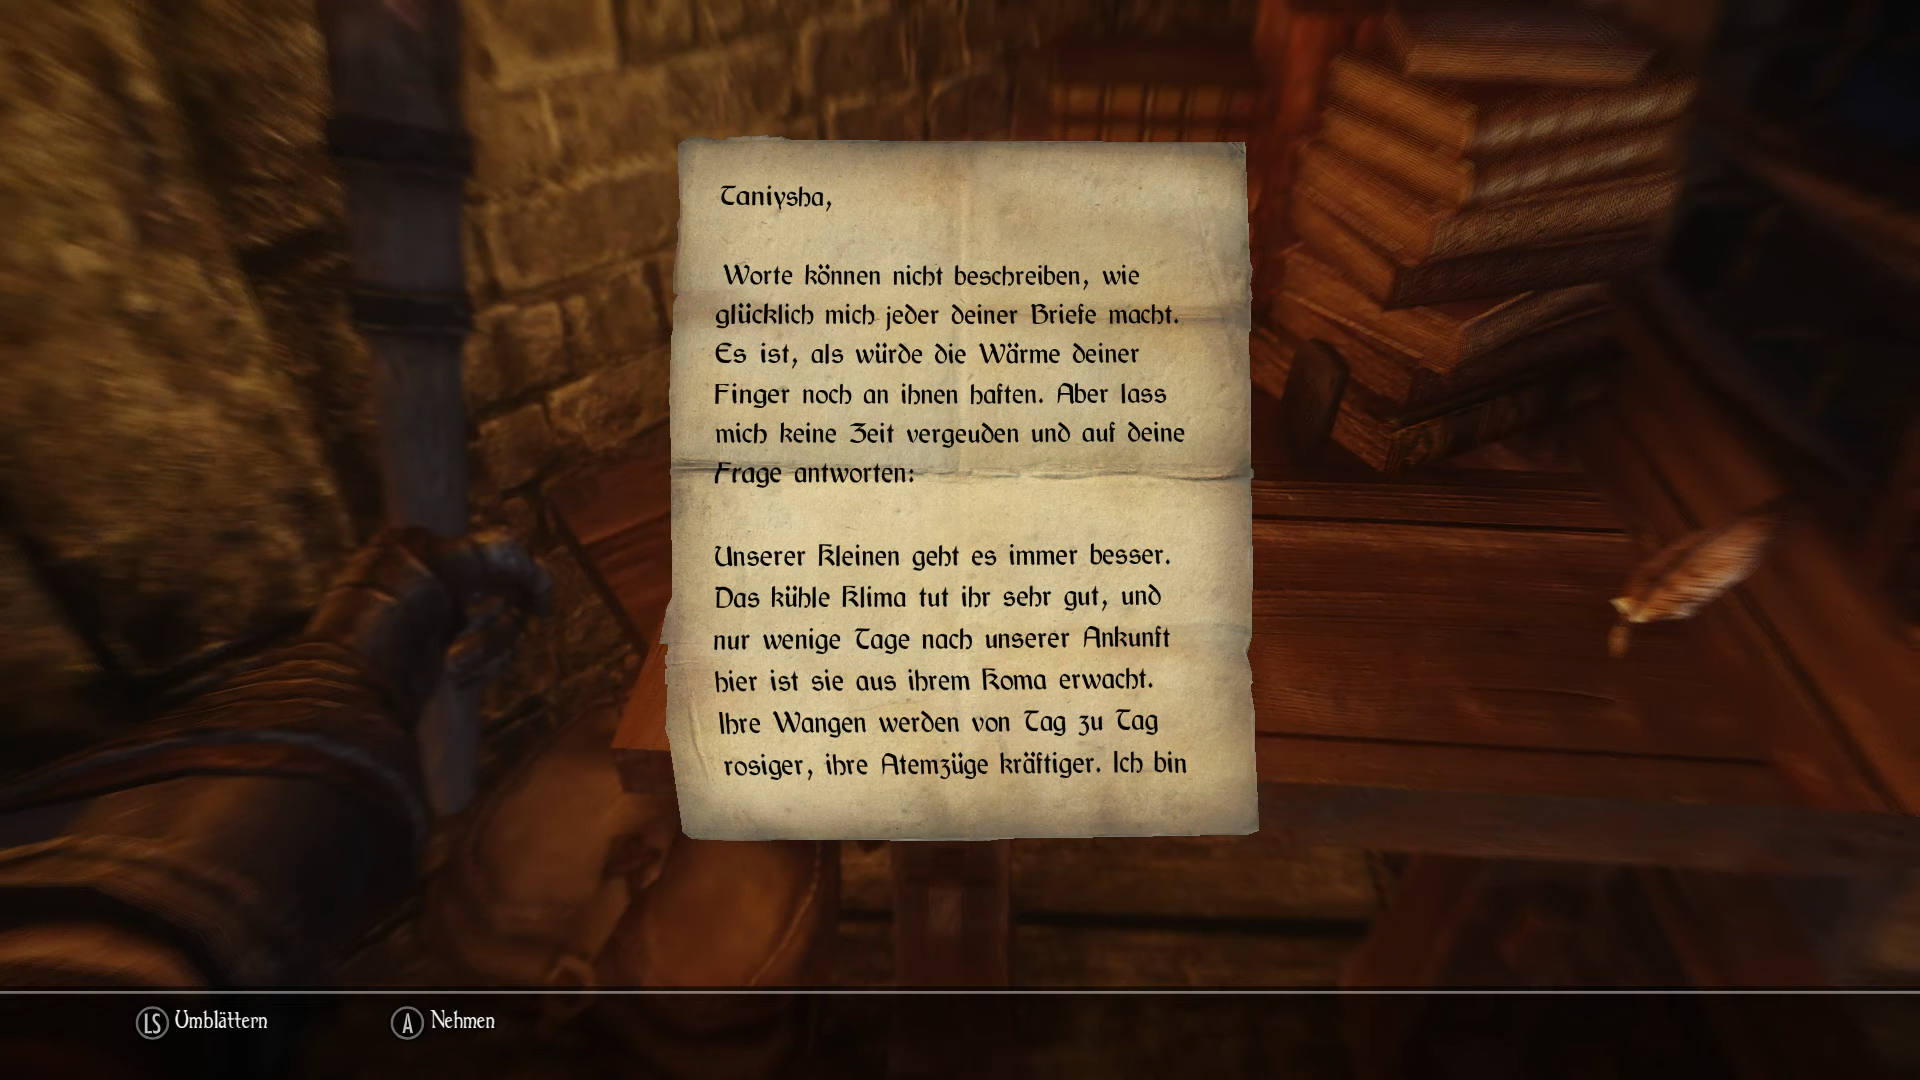 Taniysha,
Worte können nicht beschreiben, wie
glücklich mich jeder deiner Briefe macht.
Es ist, als würde die Wärme deiner
Finger noch an ihnen haften. Aber lass
mich keine Zeit vergeuden und auf deine
Frage antworten:
Unserer Kleinen geht es immer besser.
Das kühle Klima tut ihr sehr gut, und
nur wenige Tage nach unserer Ankunft
hier ist sie aus ihrem Koma erwacht.
Ihre Wangen werden von Tag zu Tag
rosiger, ihre Atemzüge kräftiger. Ich bin
LS Umblättern A Nehmen